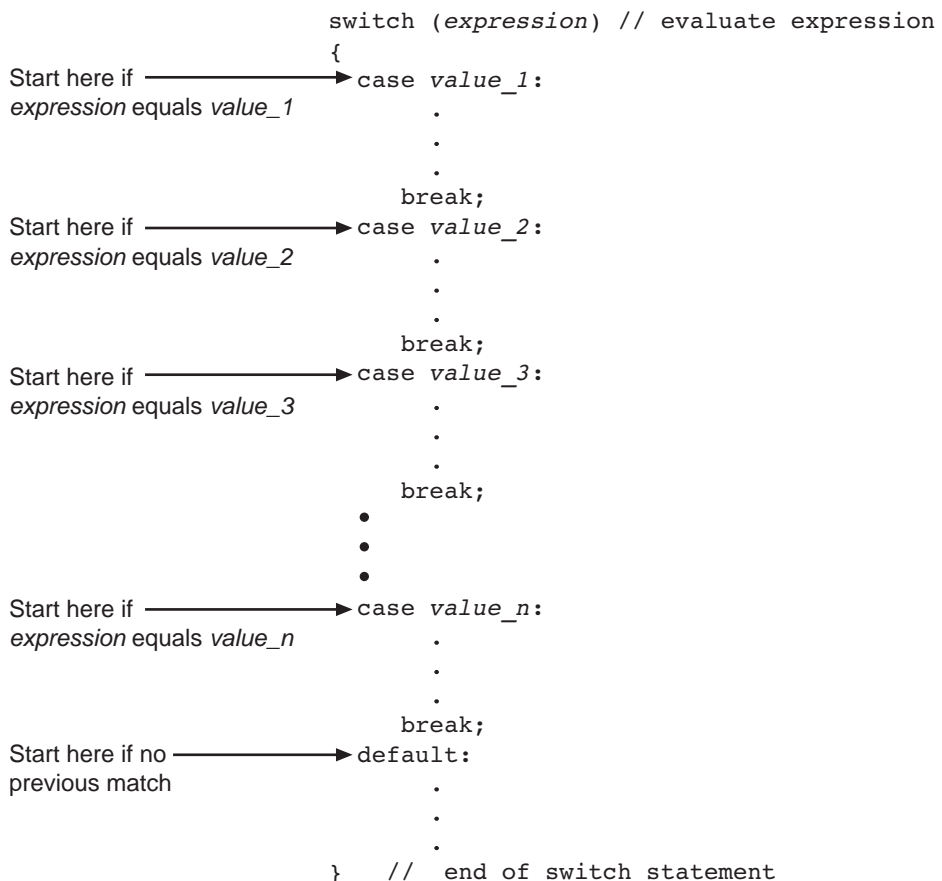 switch (expression) // evaluate expression
{
Start here if
expression equals value_1
case value_1:
.
.
.
break;
Start here if
expression equals value_2
case value_2:
.
.
.
break;
Start here if
expression equals value_3
case value_3:
.
.
.
break;
•
•
•
Start here if
expression equals value_n
case value_n:
.
.
.
break;
Start here if no
previous match
default:
.
.
.
} // end of switch statement